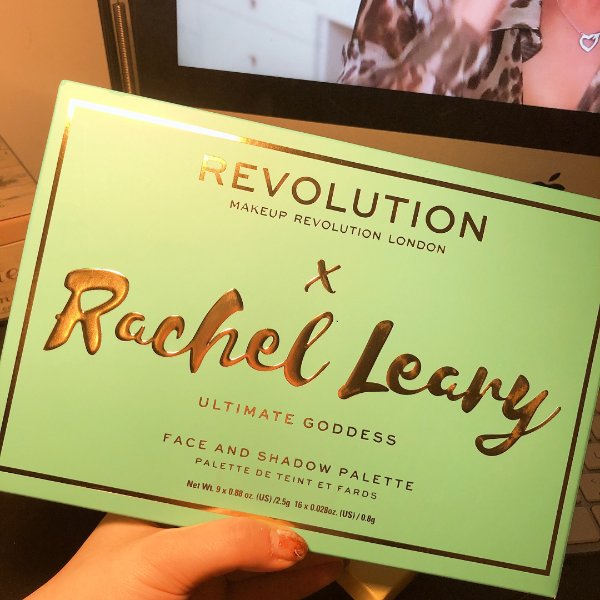 REVOLUTION
MAKEUP REVOLUTION LONDON
X
Rachel Leary
ULTIMATE GODDESS
FACE AND SHADOW PALETTE
PALETTE DE TEINT ET FARDS
Net Wt. 9 x 0.88 oz. (US) /2.5g 16 x 0.028oz. (US) / 0.8g